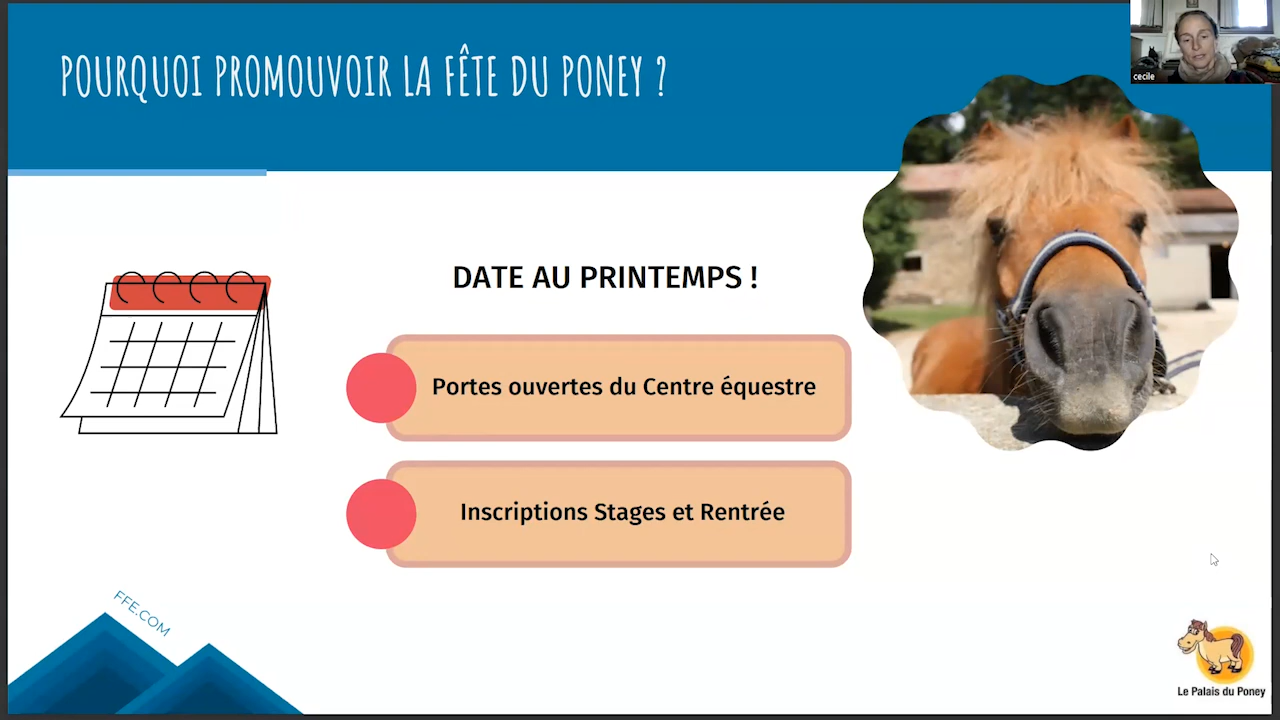 POURQUOI PROMOUVOIR LA FÊTE DU PONEY ?
cecile
DATE AU PRINTEMPS !
Portes ouvertes du Centre équestre
Inscriptions Stages et Rentrée
FFE.COM
Le Palais du Poney